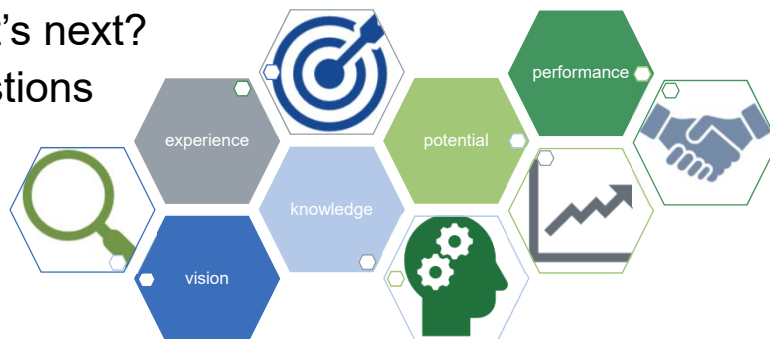 t’s next?
stions
performance
experience
potential
knowledge
vision